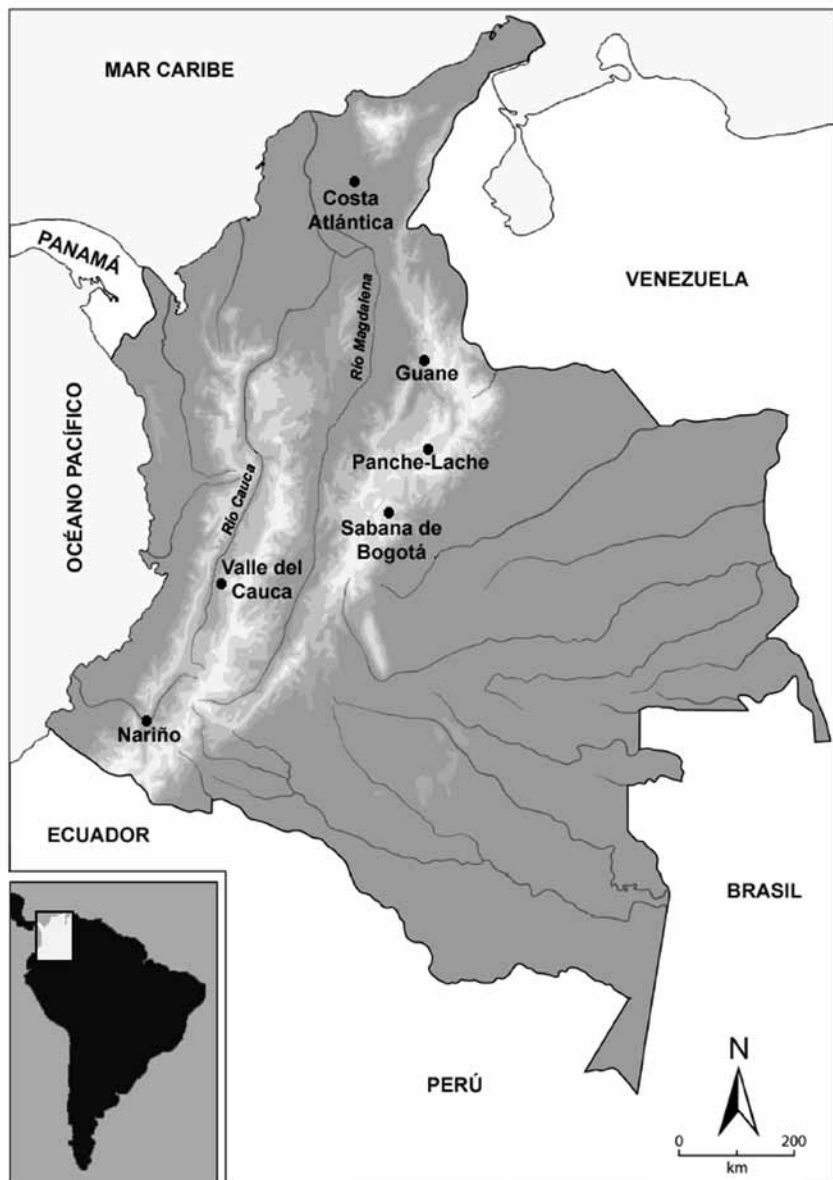 MAR CARIBE
Costa
Atlántica
PANAMÁ
VENEZUELA
Río Magdalena
Guane
OCÉANO PACÍFICO
Panche-Lache
Río Cauca
Sabana de
Bogotá
Valle del
Cauca
Nariño
ECUADOR
BRASIL
N
PERÚ
0 200
km